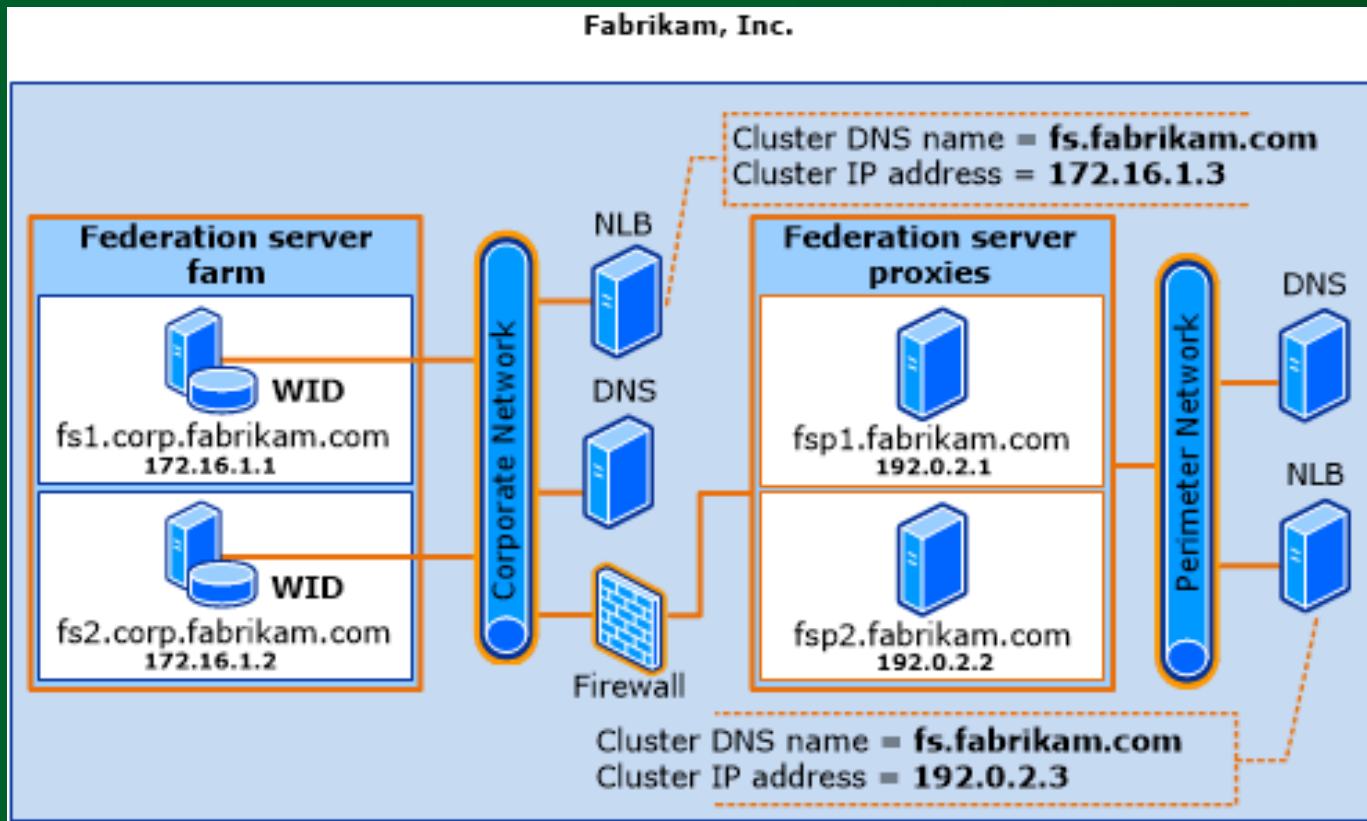 Fabrikam, Inc.
Cluster DNS name = fs.fabrikam.com
Cluster IP address = 172.16.1.3
Federation server
farm
WID
fs1.corp.fabrikam.com
172.16.1.1
WID
fs2.corp.fabrikam.com
172.16.1.2
Corporate Network
NLB
DNS
Firewall
Federation server
proxies
fsp1.fabrikam.com
192.0.2.1
fsp2.fabrikam.com
192.0.2.2
Perimeter Network
DNS
NLB
Cluster DNS name = fs.fabrikam.com
Cluster IP address = 192.0.2.3